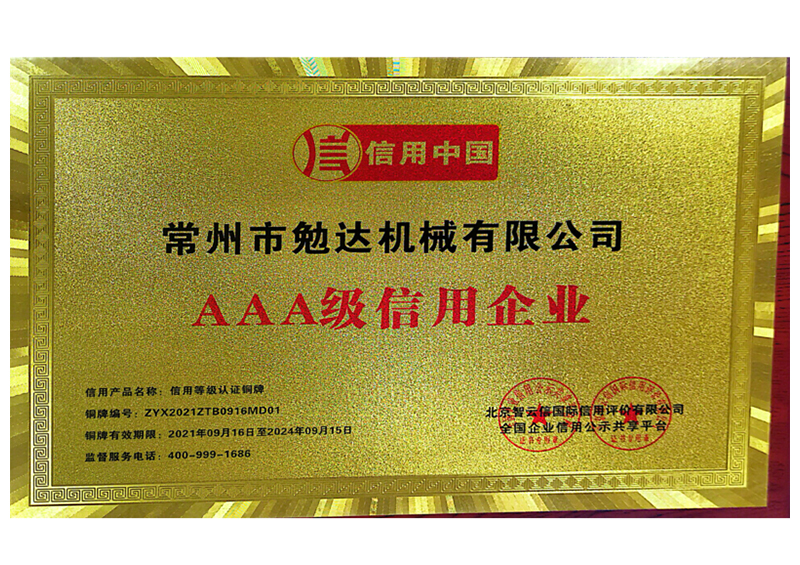 信用中国
常州市勉达机械有限公司
AAA级信用企业
信用产品名称：信用等级认证铜牌
铜牌编号：ZYX2021ZTB0916MD01
铜牌有效期限：2021年09月16日至2024年09月15日
监督服务电话：400-999-1686
北京智云信国际信用评价有限公司
全国企业信用公示共享平台